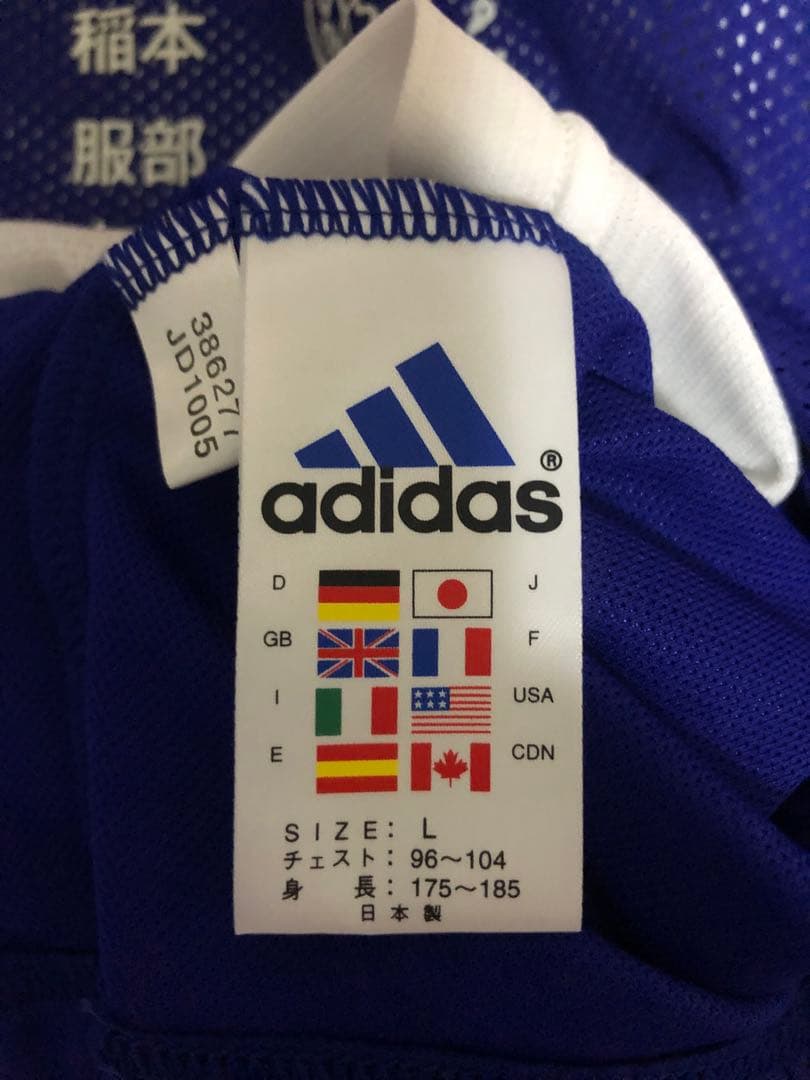 稲本
服部
386277
JD1005
adidas®
D J
GB F
I USA
E CDN
SIZE: L
チェスト: 96～104
身 長: 175～185
日本製